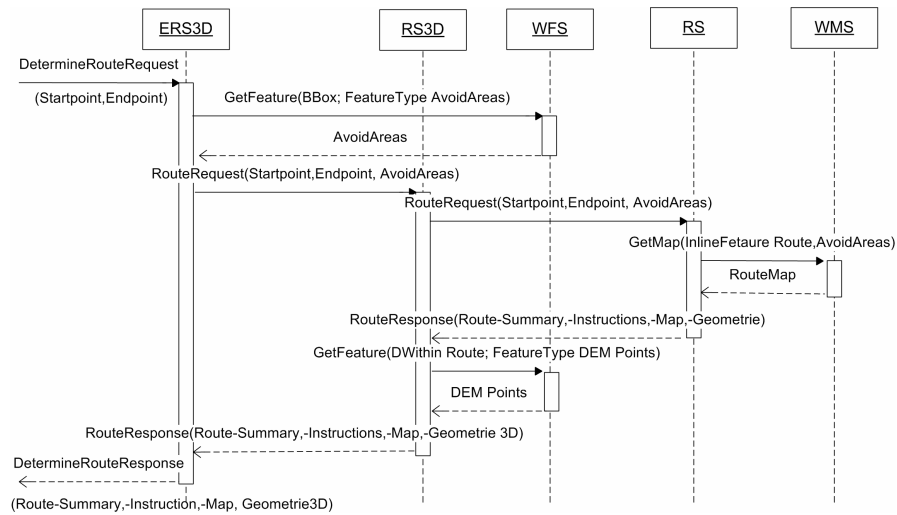 ERS3D
RS3D
WFS
RS
WMS
DetermineRouteRequest
(Startpoint,Endpoint)
GetFeature(BBox; FeatureType AvoidAreas)
AvoidAreas
RouteRequest(Startpoint,Endpoint, AvoidAreas)
RouteRequest(Startpoint,Endpoint, AvoidAreas)
GetMap(InlineFetaure Route,AvoidAreas)
RouteMap
RouteResponse(Route-Summary,-Instructions,-Map,-Geometrie)
GetFeature(DWithin Route; FeatureType DEM Points)
DEM Points
RouteResponse(Route-Summary,-Instructions,-Map,-Geometrie 3D)
DetermineRouteResponse
(Route-Summary,-Instruction,-Map, Geometrie3D)